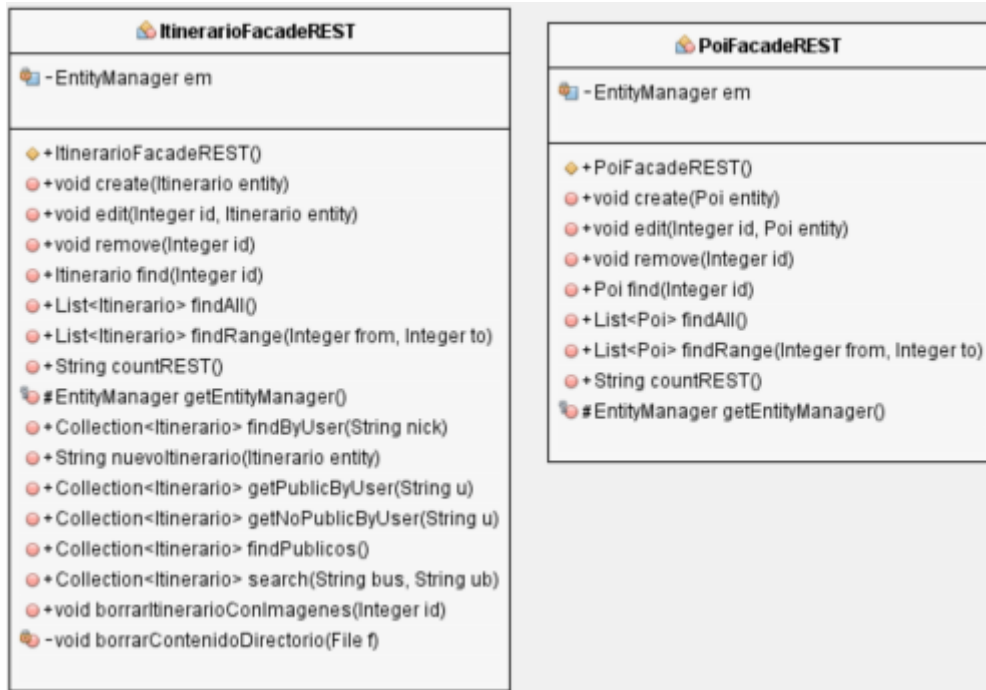 ItinerarioFacadeREST
-EntityManager em
+ItinerarioFacadeREST()
+void create(Itinerario entity)
+void edit(Integer id, Itinerario entity)
+void remove(Integer id)
+Itinerario find(Integer id)
+List<Itinerario> findAll()
+List<Itinerario> findRange(Integer from, Integer to)
+String countREST()
#EntityManager getEntityManager()
+Collection<Itinerario> findByUser(String nick)
+String nuevoItinerario(Itinerario entity)
+Collection<Itinerario> getPublicByUser(String u)
+Collection<Itinerario> getNoPublicByUser(String u)
+Collection<Itinerario> findPublicos()
+Collection<Itinerario> search(String bus, String ub)
+void borrarItinerarioConImagenes(Integer id)
-void borrarContenidoDirectorio(File f)
PoiFacadeREST
-EntityManager em
+PoiFacadeREST()
+void create(Poi entity)
+void edit(Integer id, Poi entity)
+void remove(Integer id)
+Poi find(Integer id)
+List<Poi> findAll()
+List<Poi> findRange(Integer from, Integer to)
+String countREST()
#EntityManager getEntityManager()